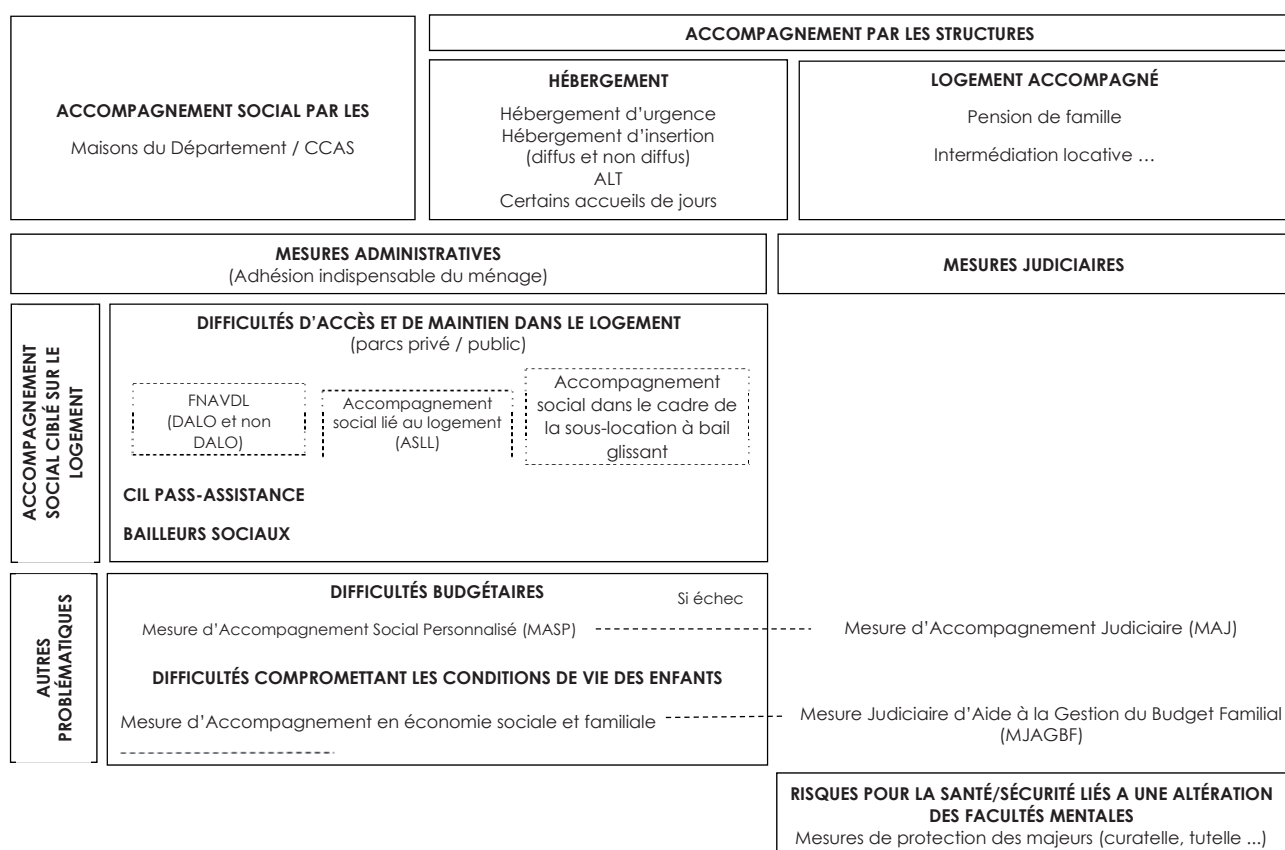 ACCOMPAGNEMENT SOCIAL PAR LES
Maisons du Département / CCAS
ACCOMPAGNEMENT PAR LES STRUCTURES
HÉBERGEMENT
Hébergement d’urgence
Hébergement d’insertion
(diffus et non diffus)
ALT
Certains accueils de jours
LOGEMENT ACCOMPAGNÉ
Pension de famille
Intermédiation locative …
MESURES ADMINISTRATIVES
(Adhésion indispensable du ménage)
MESURES JUDICIAIRES
ACCOMPAGNEMENT
SOCIAL CIBLÉ SUR LE
LOGEMENT
DIFFICULTÉS D’ACCÈS ET DE MAINTIEN DANS LE LOGEMENT
(parcs privé / public)
FNAVDL
(DALO et non
DALO)
Accompagnement
social lié au logement
(ASLL)
Accompagnement
social dans le cadre de
la sous-location à bail
glissant
CIL PASS-ASSISTANCE
BAILLEURS SOCIAUX
AUTRES
PROBLÉMATIQUES
DIFFICULTÉS BUDGÉTAIRES
Si échec
Mesure d’Accompagnement Social Personnalisé (MASP)
Mesure d’Accompagnement Judiciaire (MAJ)
DIFFICULTÉS COMPROMETTANT LES CONDITIONS DE VIE DES ENFANTS
Mesure d’Accompagnement en économie sociale et familiale
Mesure Judiciaire d’Aide à la Gestion du Budget Familial
(MJAGBF)
RISQUES POUR LA SANTÉ/SÉCURITÉ LIÉS A UNE ALTÉRATION
DES FACULTÉS MENTALES
Mesures de protection des majeurs (curatelle, tutelle ...)